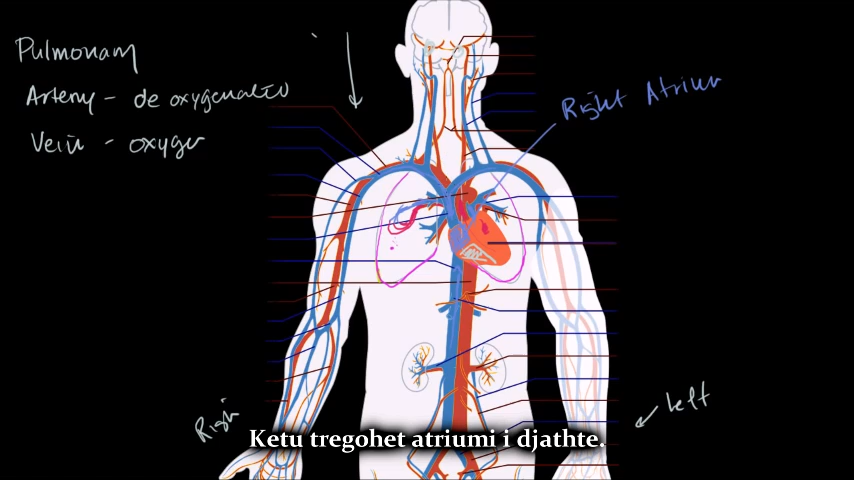 Pulmonary
Artery - de oxygenated
Vein - oxygen
Right Atrium
Right
Left
Ketu tregohet atriumi i djathte.